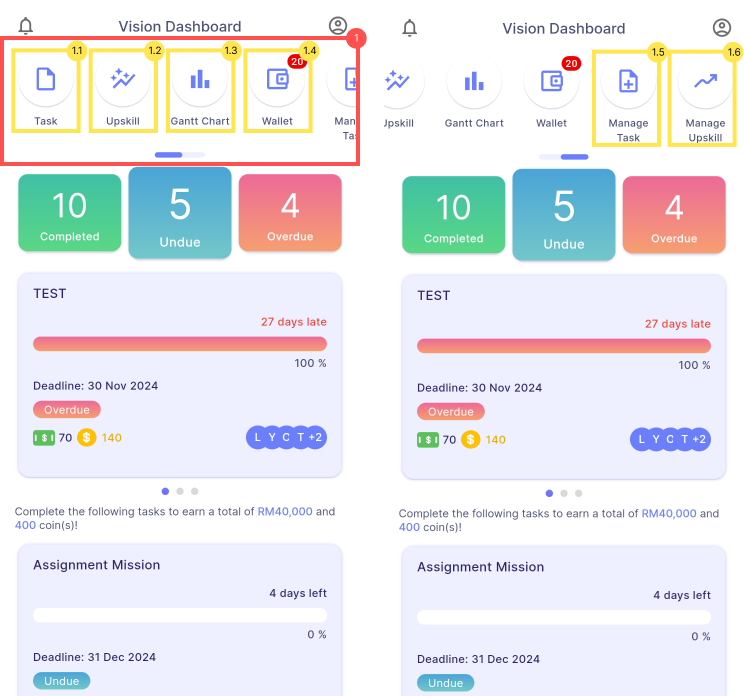 Vision Dashboard
1
1.1
1.2
1.3
1.4
20
Task
Upskill
Gantt Chart
Wallet
Man
Tas
10
Completed
5
Undue
4
Overdue
TEST
27 days late
100 %
Deadline: 30 Nov 2024
Overdue
$ 70 $ 140
L Y C T +2
Complete the following tasks to earn a total of RM40,000 and
400 coin(s)!
Assignment Mission
4 days left
0 %
Deadline: 31 Dec 2024
Undue
Vision Dashboard
1.5
1.6
20
Upskill
Gantt Chart
Wallet
Manage
Task
Manage
Upskill
10
Completed
5
Undue
4
Overdue
TEST
27 days late
100 %
Deadline: 30 Nov 2024
Overdue
$ 70 $ 140
L Y C T +2
Complete the following tasks to earn a total of RM40,000 and
400 coin(s)!
Assignment Mission
4 days left
0 %
Deadline: 31 Dec 2024
Undue